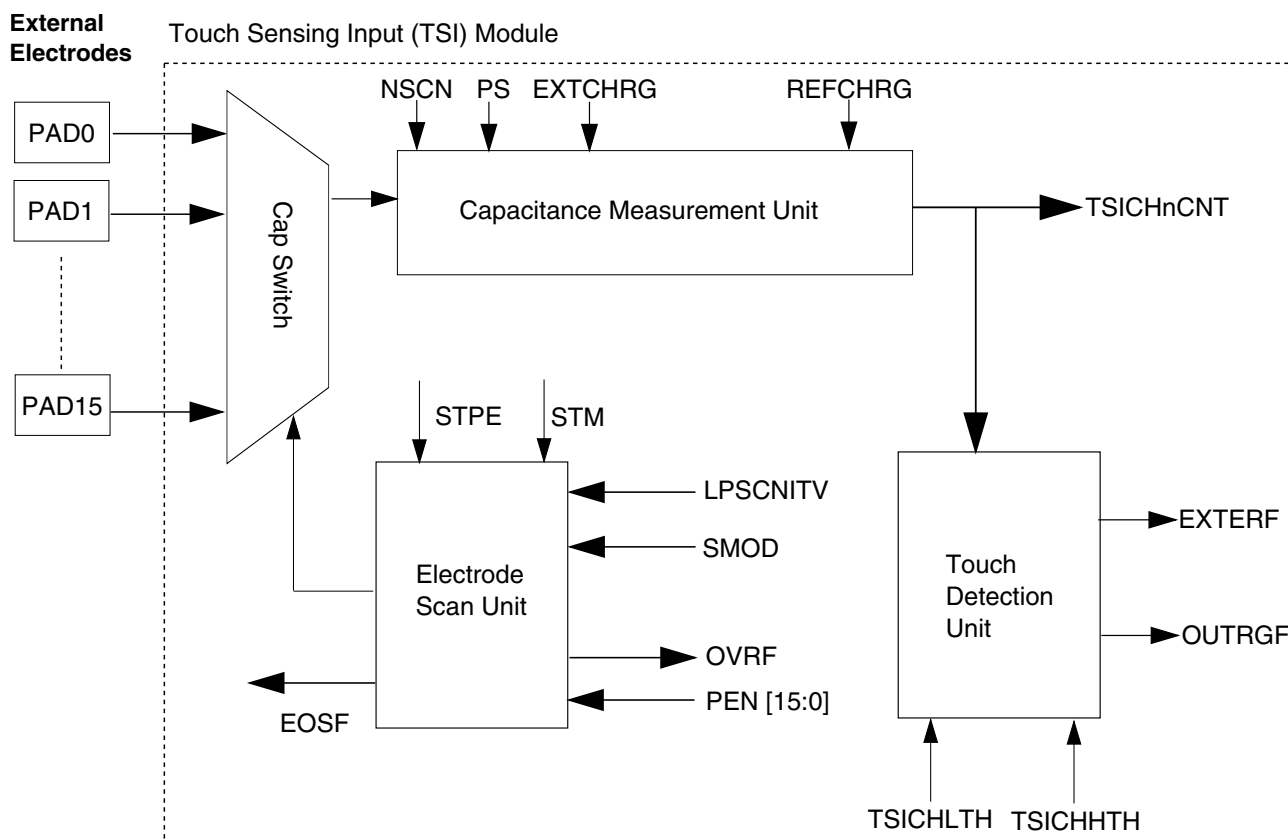 External
Electrodes
Touch Sensing Input (TSI) Module
NSCN
PS
EXTCHRG
REFCHRG
PAD0
PAD1
PAD15
Cap Switch
Capacitance Measurement Unit
TSICHnCNT
STPE
STM
LPSCNITV
SMOD
Electrode
Scan Unit
OVRF
PEN [15:0]
EOSF
Touch
Detection
Unit
EXTERF
OUTRGF
TSICHLTH
TSICHHTH